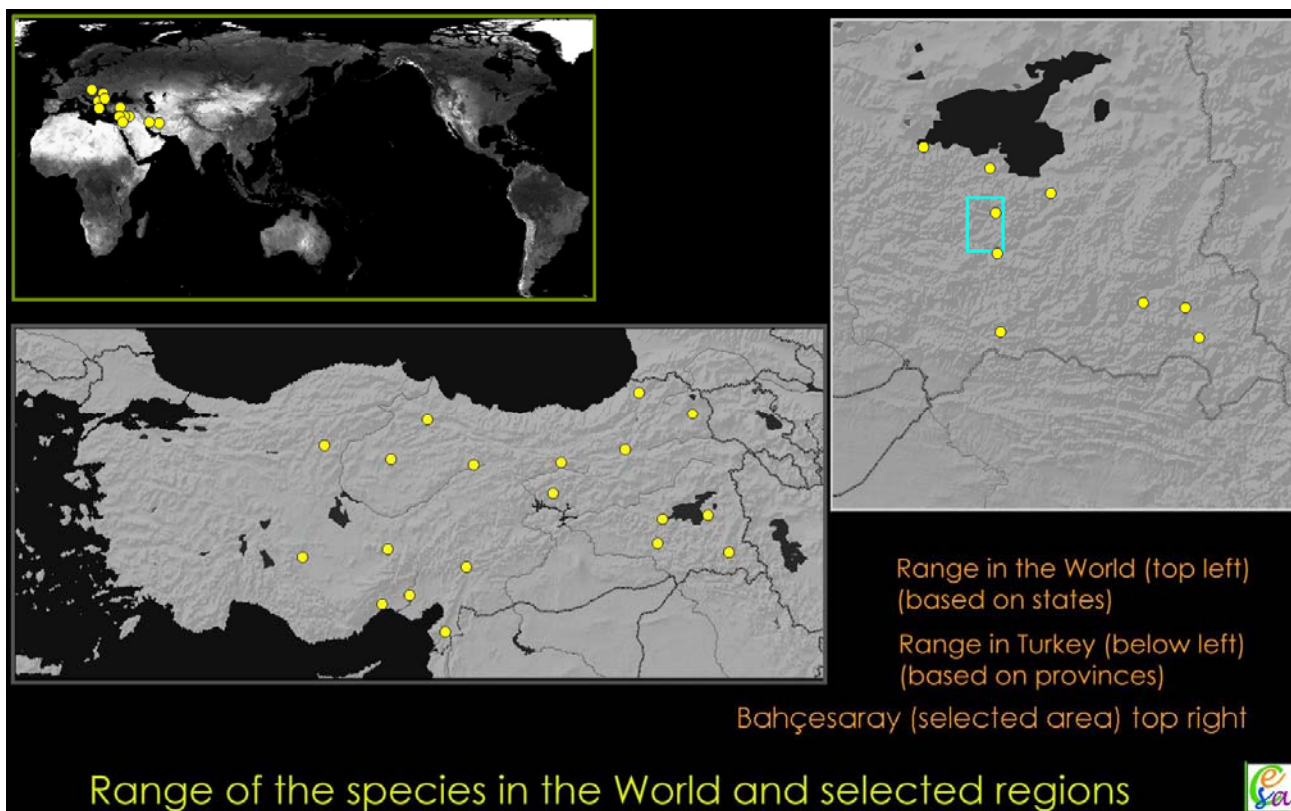 Range in the World (top left)
(based on states)
Range in Turkey (below left)
(based on provinces)
Bahçesaray (selected area) top right
Range of the species in the World and selected regions